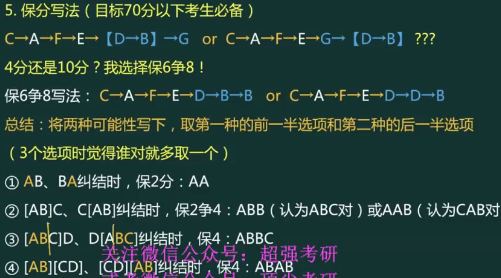 5. 保分写法（目标70分以下考生必备）
C→A→F→E→【D→B】→G or C→A→F→E→G→【D→B】???
4分还是10分？我选择保6争8！
保6争8写法：C→A→F→E→D→B→B or C→A→F→E→D→D→B
总结：将两种可能性写下，取第一种的前一半选项和第二种的后一半选项
（3个选项时觉得谁对就多取一个）
① AB、BA纠结时，保2分：AA
② [AB]C、C[AB]纠结时，保2争4：ABB（认为ABC对）或AAB（认为CAB对
③ [ABC]D、D[ABC]纠结时，保4：ABBC
关注微信公众号：超强考研
④ [AB][CD]、[CD][AB]纠结时，保4：ABAB